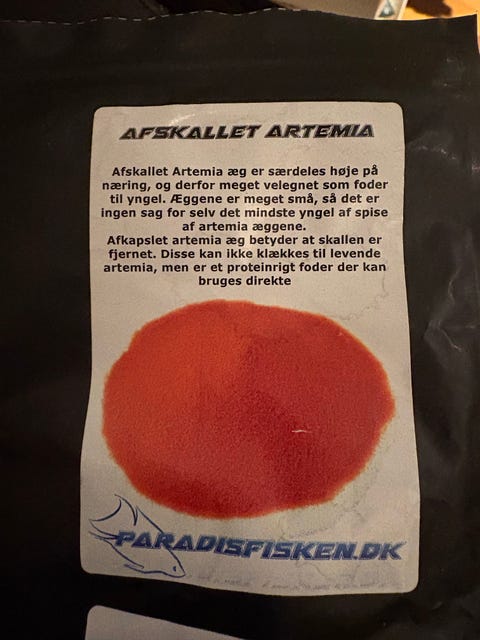 AFSKALLET ARTEMIA
Afskallet Artemia æg er særdeles høje på
næring, og derfor meget velegnet som foder
til yngel. Æggene er meget små, så det er
ingen sag for selv det mindste yngel af spise
af artemia æggene.
Afkapslet artemia æg betyder at skallen er
fjernet. Disse kan ikke klækkes til levende
artemia, men er et proteinrigt foder der kan
bruges direkte
PARADISFISKEN.DK